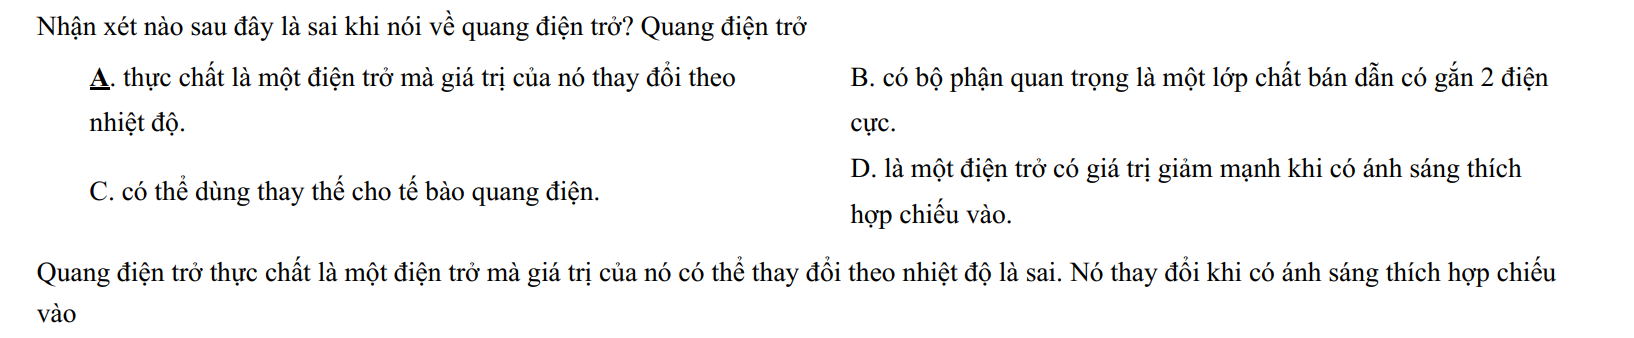 Nhận xét nào sau đây là sai khi nói về quang điện trở? Quang điện trở
A. thực chất là một điện trở mà giá trị của nó thay đổi theo
nhiệt độ.
B. có bộ phận quan trọng là một lớp chất bán dẫn có gắn 2 điện
cực.
C. có thể dùng thay thế cho tế bào quang điện.
D. là một điện trở có giá trị giảm mạnh khi có ánh sáng thích
hợp chiếu vào.
Quang điện trở thực chất là một điện trở mà giá trị của nó có thể thay đổi theo nhiệt độ là sai. Nó thay đổi khi có ánh sáng thích hợp chiếu
vào